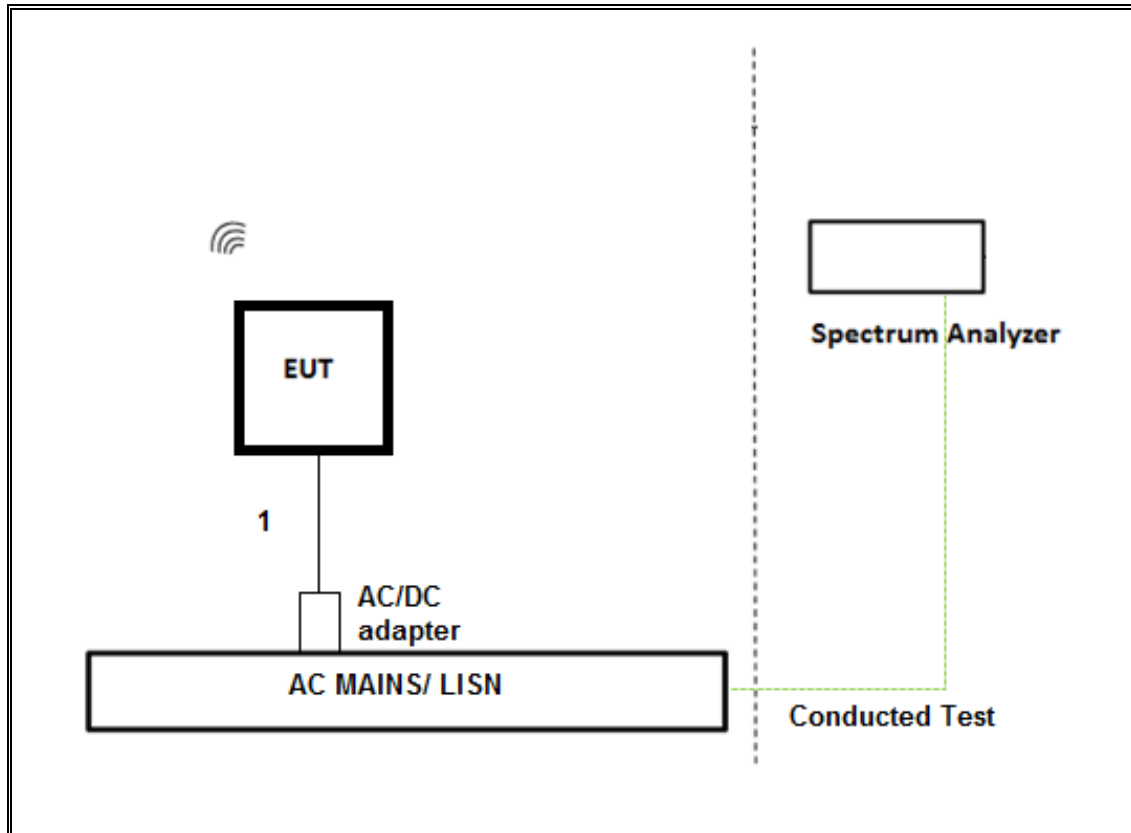 EUT
Spectrum Analyzer
1
AC/DC
adapter
AC MAINS/ LISN
Conducted Test